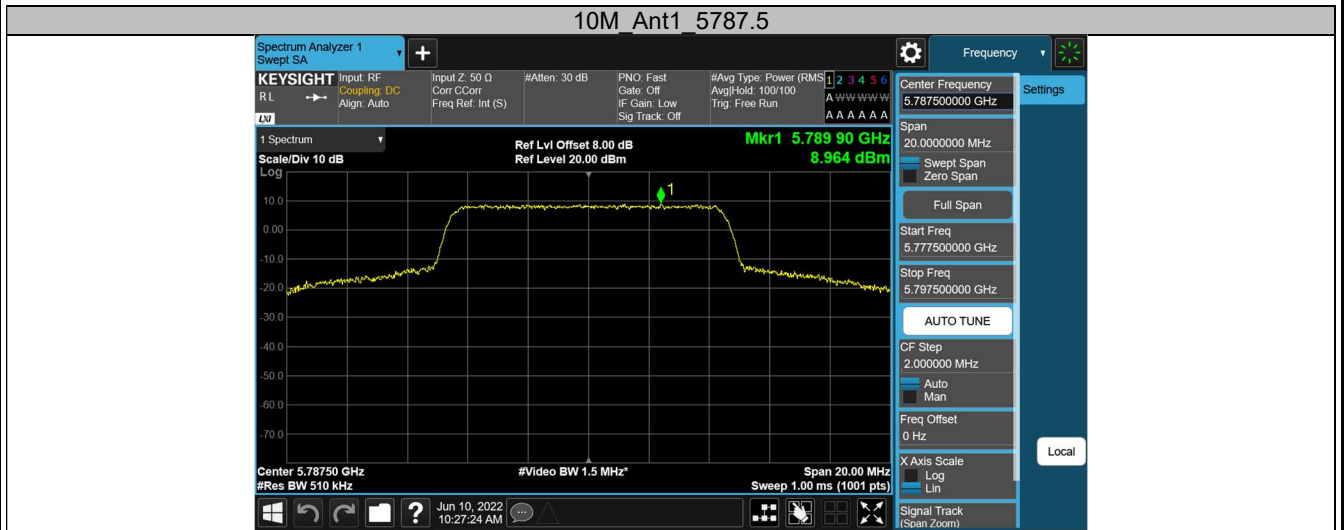 10M_Ant1_5787.5
Spectrum Analyzer 1
Swept SA
Frequency
KEYSIGHT
R L
LXI
Input: RF
Coupling: DC
Align: Auto
Input Z: 50 Ω
Corr CCorr
Freq Ref: Int (S)
#Atten: 30 dB
PNO: Fast
Gate: Off
IF Gain: Low
Sig Track: Off
#Avg Type: Power (RMS
Avg|Hold: 100/100
Trig: Free Run
1 2 3 4 5 6
A W W W W W
A A A A A A
1 Spectrum
Scale/Div 10 dB
Log
Ref Lvl Offset 8.00 dB
Ref Level 20.00 dBm
Mkr1 5.789 90 GHz
8.964 dBm
1
10.0
0.00
-10.0
-20.0
-30.0
-40.0
-50.0
-60.0
-70.0
Center 5.78750 GHz
#Res BW 510 kHz
#Video BW 1.5 MHz*
Span 20.00 MHz
Sweep 1.00 ms (1001 pts)
Center Frequency
5.787500000 GHz
Span
20.0000000 MHz
Swept Span
Zero Span
Full Span
Start Freq
5.777500000 GHz
Stop Freq
5.797500000 GHz
AUTO TUNE
CF Step
2.000000 MHz
Auto
Man
Freq Offset
0 Hz
X Axis Scale
Log
Lin
Signal Track
(Span Zoom)
Settings
Local
?
Jun 10, 2022
10:27:24 AM